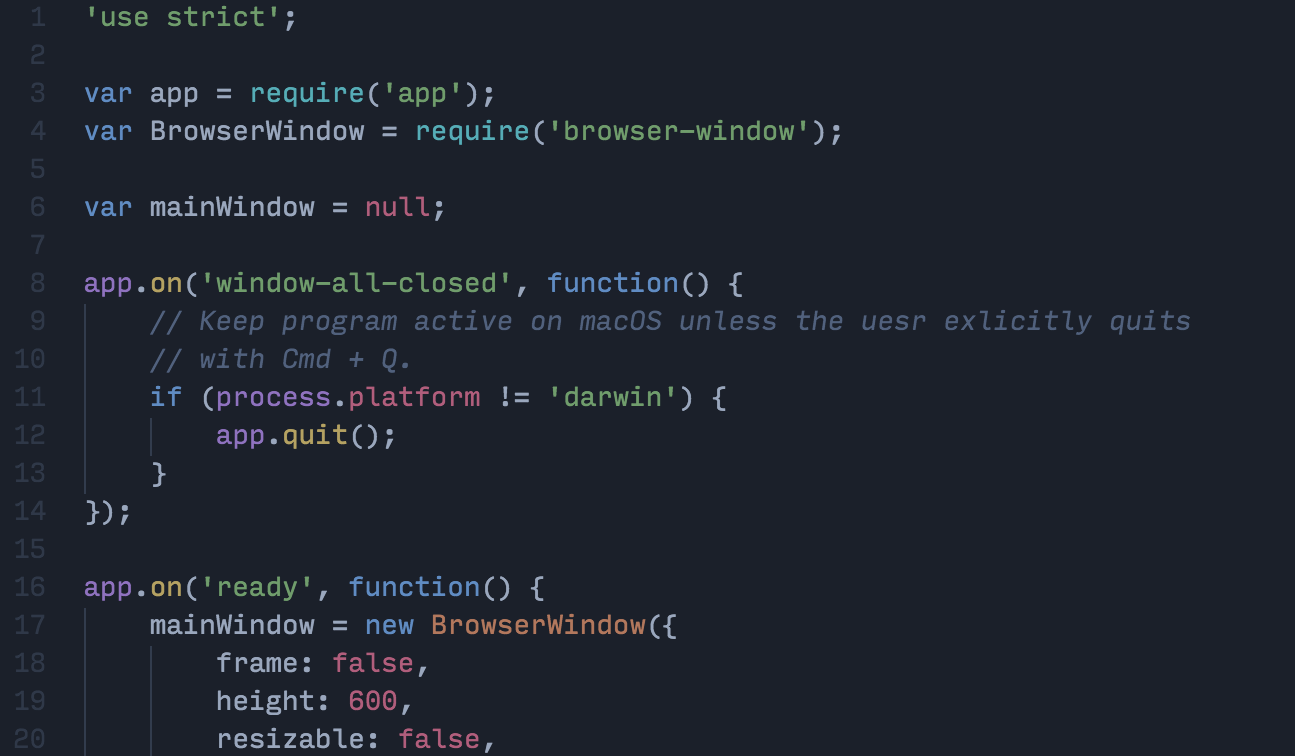 1 'use strict';
2
3 var app = require('app');
4 var BrowserWindow = require('browser-window');
5
6 var mainWindow = null;
7
8 app.on('window-all-closed', function() {
9     // Keep program active on macOS unless the uesr exlicitly quits
10     // with Cmd + Q.
11     if (process.platform != 'darwin') {
12         app.quit();
13     }
14 });
15
16 app.on('ready', function() {
17     mainWindow = new BrowserWindow({
18         frame: false,
19         height: 600,
20         resizable: false,